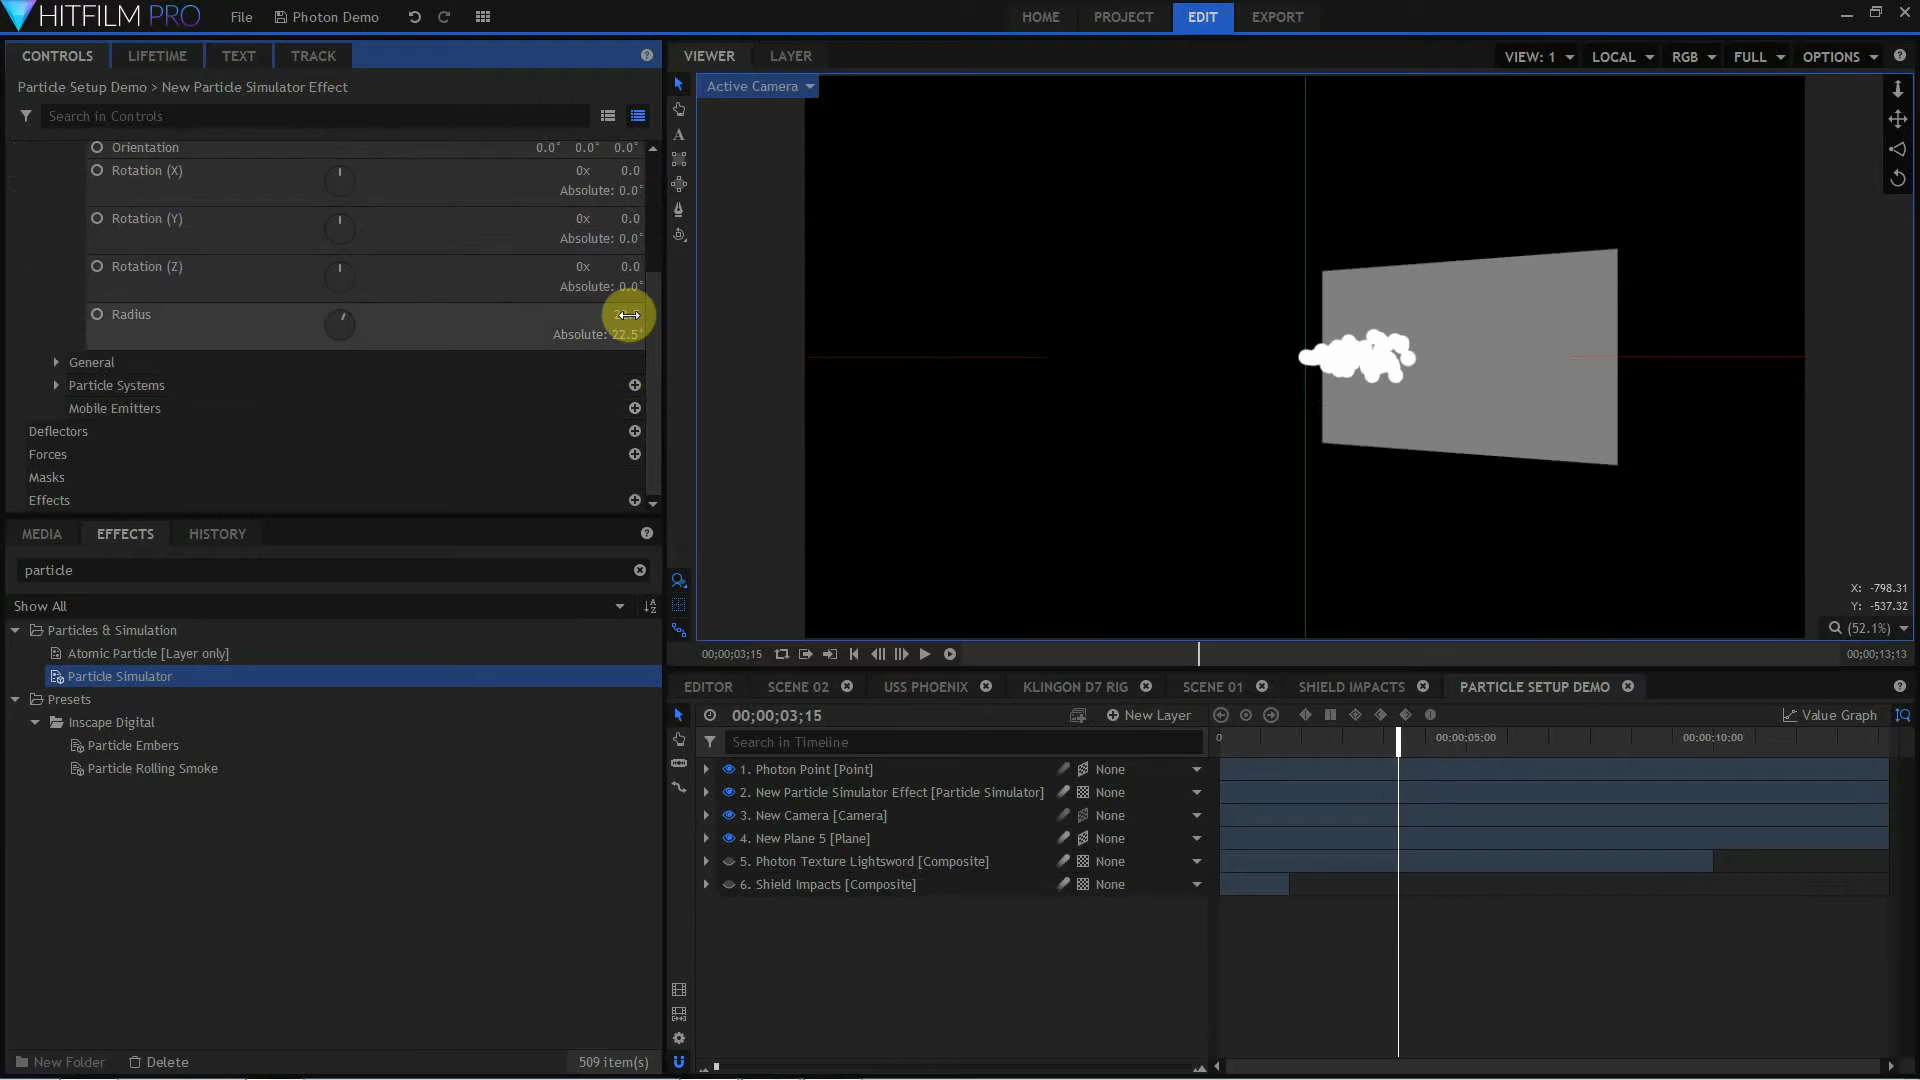 HITFILM PRO File Photon Demo HOME PROJECT EDIT EXPORT
CONTROLS LIFETIME TEXT TRACK
Particle Setup Demo > New Particle Simulator Effect
Search in Controls
Orientation 0.0° 0.0° 0.0°
Rotation (X) 0x 0.0
Absolute: 0.0°
Rotation (Y) 0x 0.0
Absolute: 0.0°
Rotation (Z) 0x 0.0
Absolute: 0.0°
Radius
Absolute: 22.5°
General
Particle Systems
Mobile Emitters
Deflectors
Forces
Masks
Effects
MEDIA EFFECTS HISTORY
particle
Show All
Particles & Simulation
Atomic Particle [Layer only]
Particle Simulator
Presets
Inscape Digital
Particle Embers
Particle Rolling Smoke
New Folder Delete 509 item(s)
VIEWER LAYER VIEW: 1 LOCAL RGB FULL OPTIONS
Active Camera
A
X: -798.31
Y: -537.32
(52.1%)
00;00;03;15 00;00;13;13
EDITOR SCENE 02 USS PHOENIX KLINGON D7 RIG SCENE 01 SHIELD IMPACTS PARTICLE SETUP DEMO
00;00;03;15 New Layer Value Graph
Search in Timeline 0 00;00;05;00 00;00;10;00
1. Photon Point [Point] None
2. New Particle Simulator Effect [Particle Simulator] None
3. New Camera [Camera] None
4. New Plane 5 [Plane] None
5. Photon Texture Lightsword [Composite] None
6. Shield Impacts [Composite] None